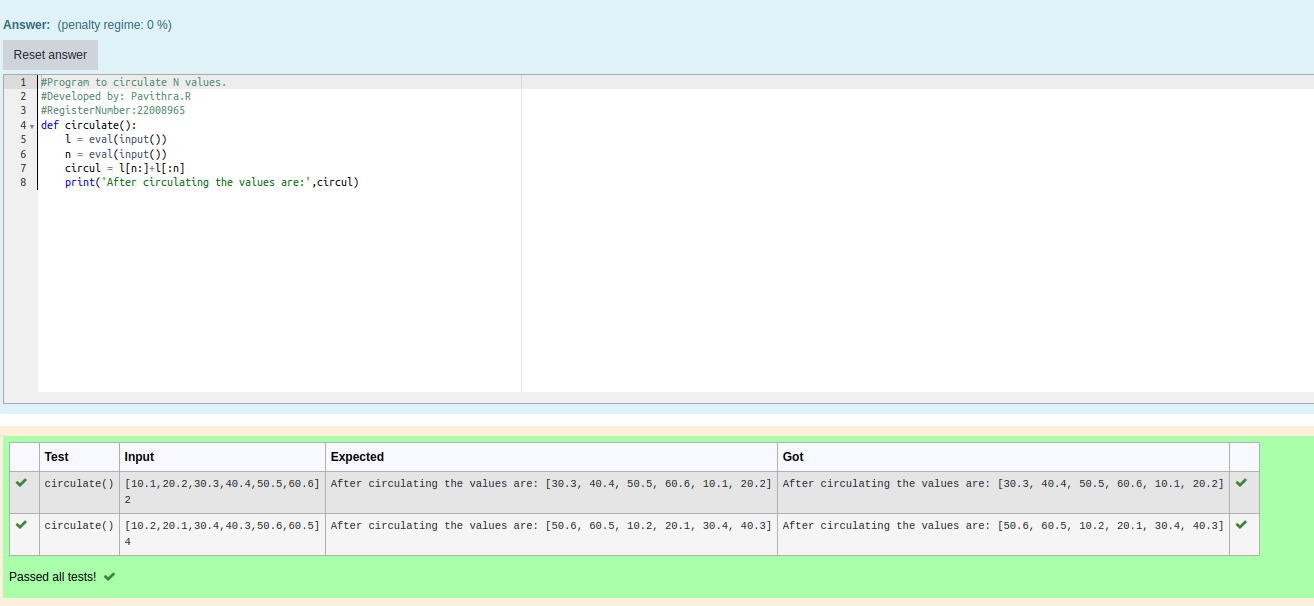 Answer: (penalty regime: 0 %)
Reset answer
1 #Program to circulate N values.
2 #Developed by: Pavithra.R
3 #RegisterNumber:22008965
4 def circulate():
5     l = eval(input())
6     n = eval(input())
7     circul = l[n:]+l[:n]
8     print('After circulating the values are:',circul)
Test Input Expected Got
circulate() [10.1,20.2,30.3,40.4,50.5,60.6] After circulating the values are: [30.3, 40.4, 50.5, 60.6, 10.1, 20.2] After circulating the values are: [30.3, 40.4, 50.5, 60.6, 10.1, 20.2]
2
circulate() [10.2,20.1,30.4,40.3,50.6,60.5] After circulating the values are: [50.6, 60.5, 10.2, 20.1, 30.4, 40.3] After circulating the values are: [50.6, 60.5, 10.2, 20.1, 30.4, 40.3]
4
Passed all tests!